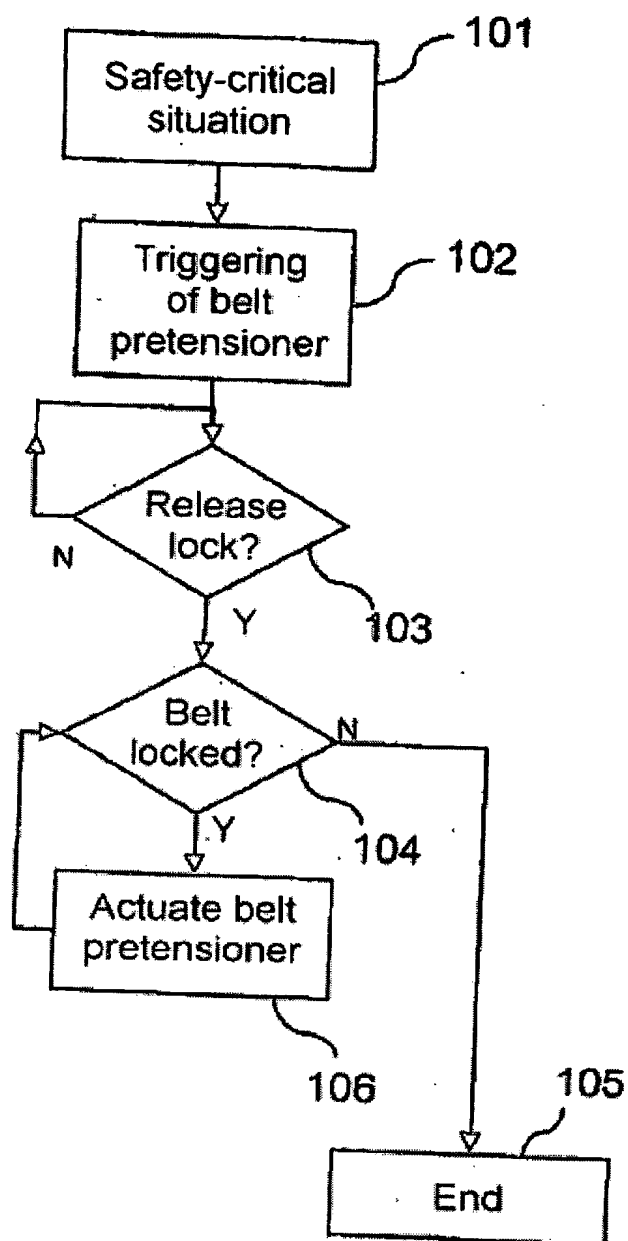 101
Safety-critical
situation
102
Triggering
of belt
pretensioner
Release
lock?
N
103
Y
Belt
locked?
N
104
Y
Actuate belt
pretensioner
106
105
End